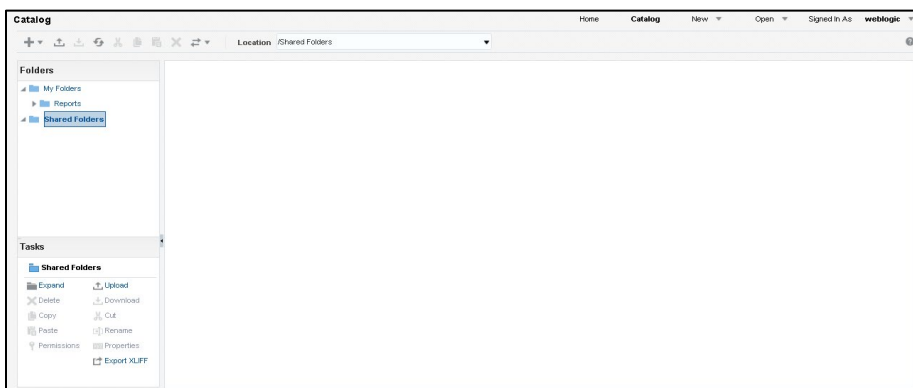 Catalog
Home Catalog New Open Signed In As weblogic
Location /Shared Folders
Folders
My Folders
Reports
Shared Folders
Tasks
Shared Folders
Expand Upload
Delete Download
Copy Cut
Paste Rename
Permissions Properties
Export XLIFF